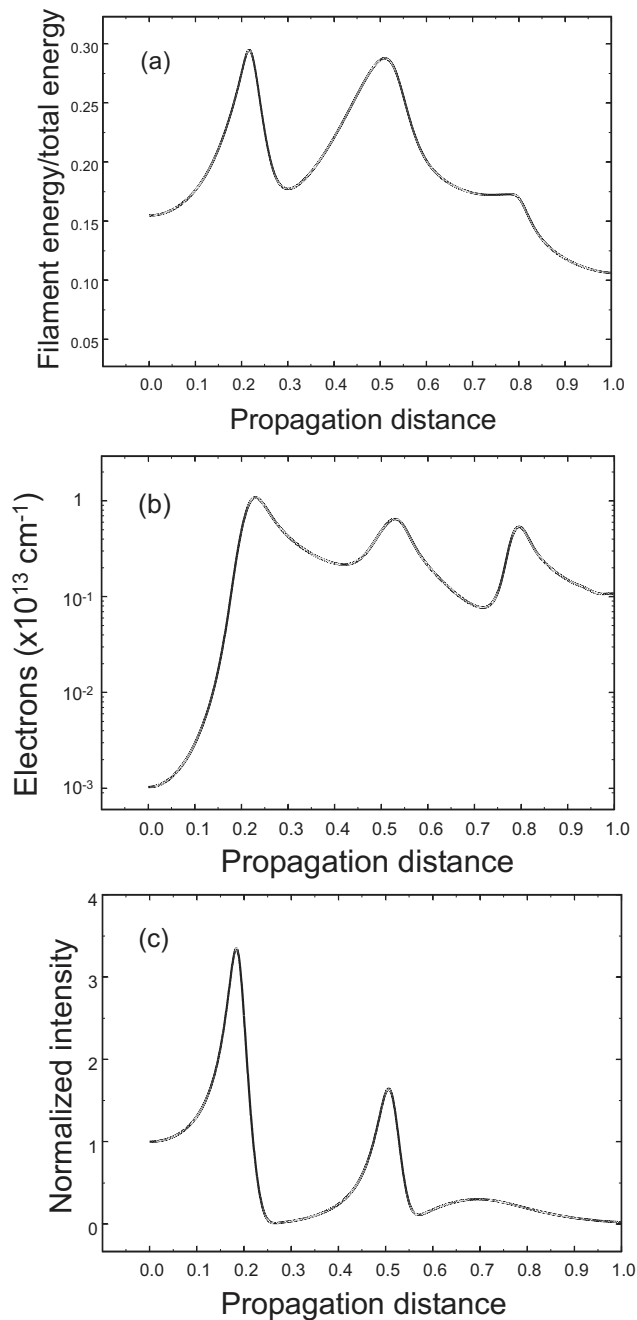 (a)
Filament energy/total energy
0.30
0.25
0.20
0.15
0.10
0.05
0.0 0.1 0.2 0.3 0.4 0.5 0.6 0.7 0.8 0.9 1.0
Propagation distance
(b)
Electrons (x10¹³ cm⁻¹)
1
10⁻¹
10⁻²
10⁻³
0.0 0.1 0.2 0.3 0.4 0.5 0.6 0.7 0.8 0.9 1.0
Propagation distance
(c)
Normalized intensity
4
3
2
1
0
0.0 0.1 0.2 0.3 0.4 0.5 0.6 0.7 0.8 0.9 1.0
Propagation distance